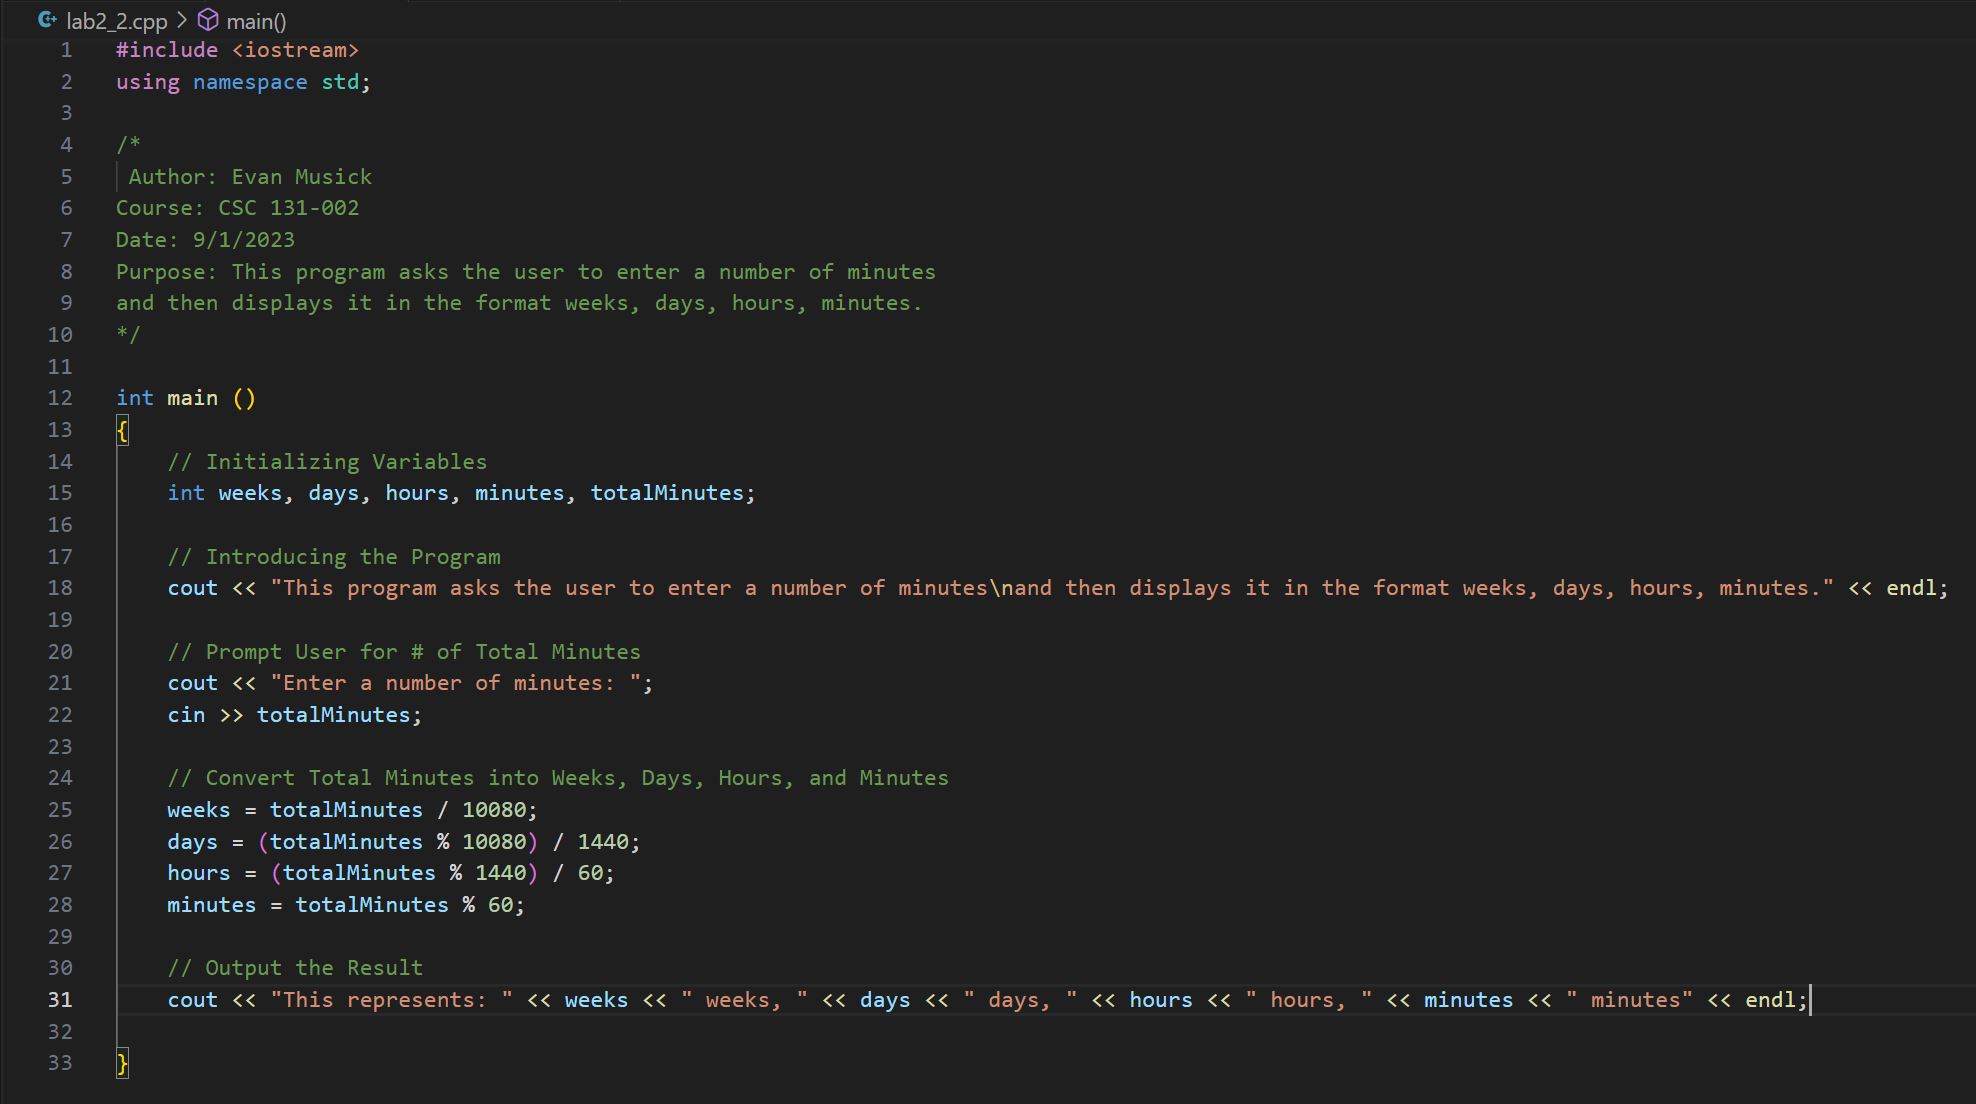 lab2_2.cpp > main()
1 #include <iostream>
2 using namespace std;
3
4 /*
5  Author: Evan Musick
6 Course: CSC 131-002
7 Date: 9/1/2023
8 Purpose: This program asks the user to enter a number of minutes
9 and then displays it in the format weeks, days, hours, minutes.
10 */
11
12 int main ()
13 {
14     // Initializing Variables
15     int weeks, days, hours, minutes, totalMinutes;
16
17     // Introducing the Program
18     cout << "This program asks the user to enter a number of minutes\nand then displays it in the format weeks, days, hours, minutes." << endl;
19
20     // Prompt User for # of Total Minutes
21     cout << "Enter a number of minutes: ";
22     cin >> totalMinutes;
23
24     // Convert Total Minutes into Weeks, Days, Hours, and Minutes
25     weeks = totalMinutes / 10080;
26     days = (totalMinutes % 10080) / 1440;
27     hours = (totalMinutes % 1440) / 60;
28     minutes = totalMinutes % 60;
29
30     // Output the Result
31     cout << "This represents: " << weeks << " weeks, " << days << " days, " << hours << " hours, " << minutes << " minutes" << endl;
32
33 }